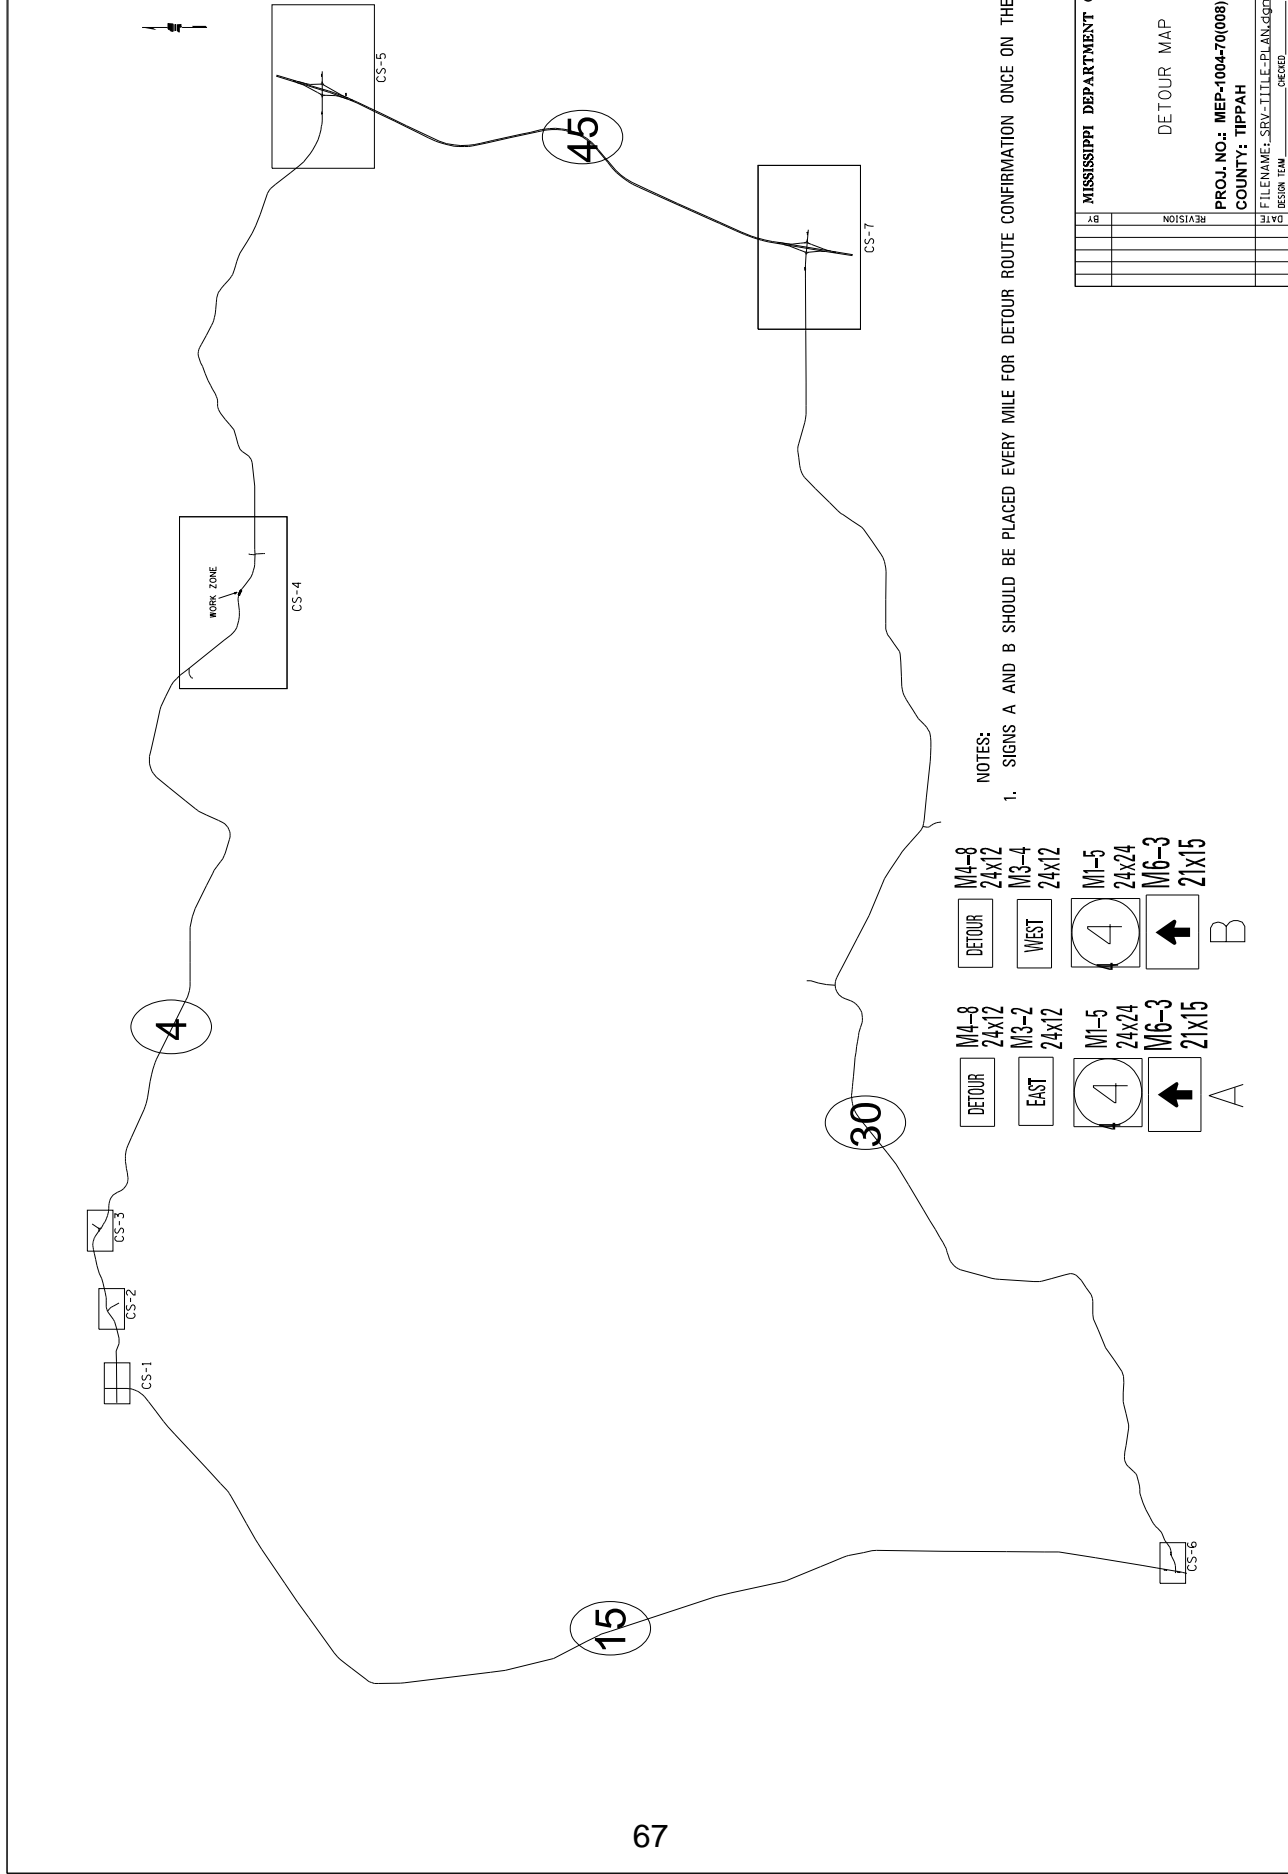 CS-5
45
CS-7
WORK ZONE
CS-4
4
CS-3
CS-2
CS-1
30
15
CS-6
NOTES:
1. SIGNS A AND B SHOULD BE PLACED EVERY MILE FOR DETOUR ROUTE CONFIRMATION ONCE ON THE
DETOUR
M4-8
24x12
EAST
M3-2
24x12
4
4
M1-5
24x24
M6-3
21x15
A
DETOUR
M4-8
24x12
WEST
M3-4
24x12
4
4
M1-5
24x24
M6-3
21x15
B
BY
REVISION
DATE
MISSISSIPPI DEPARTMENT
DETOUR MAP
PROJ. NO.: MEP-1004-70(008)
COUNTY: TIPPAH
FILENAME: SRV-TITLE-PLAN.dgn
DESIGN TEAM CHECKED
67